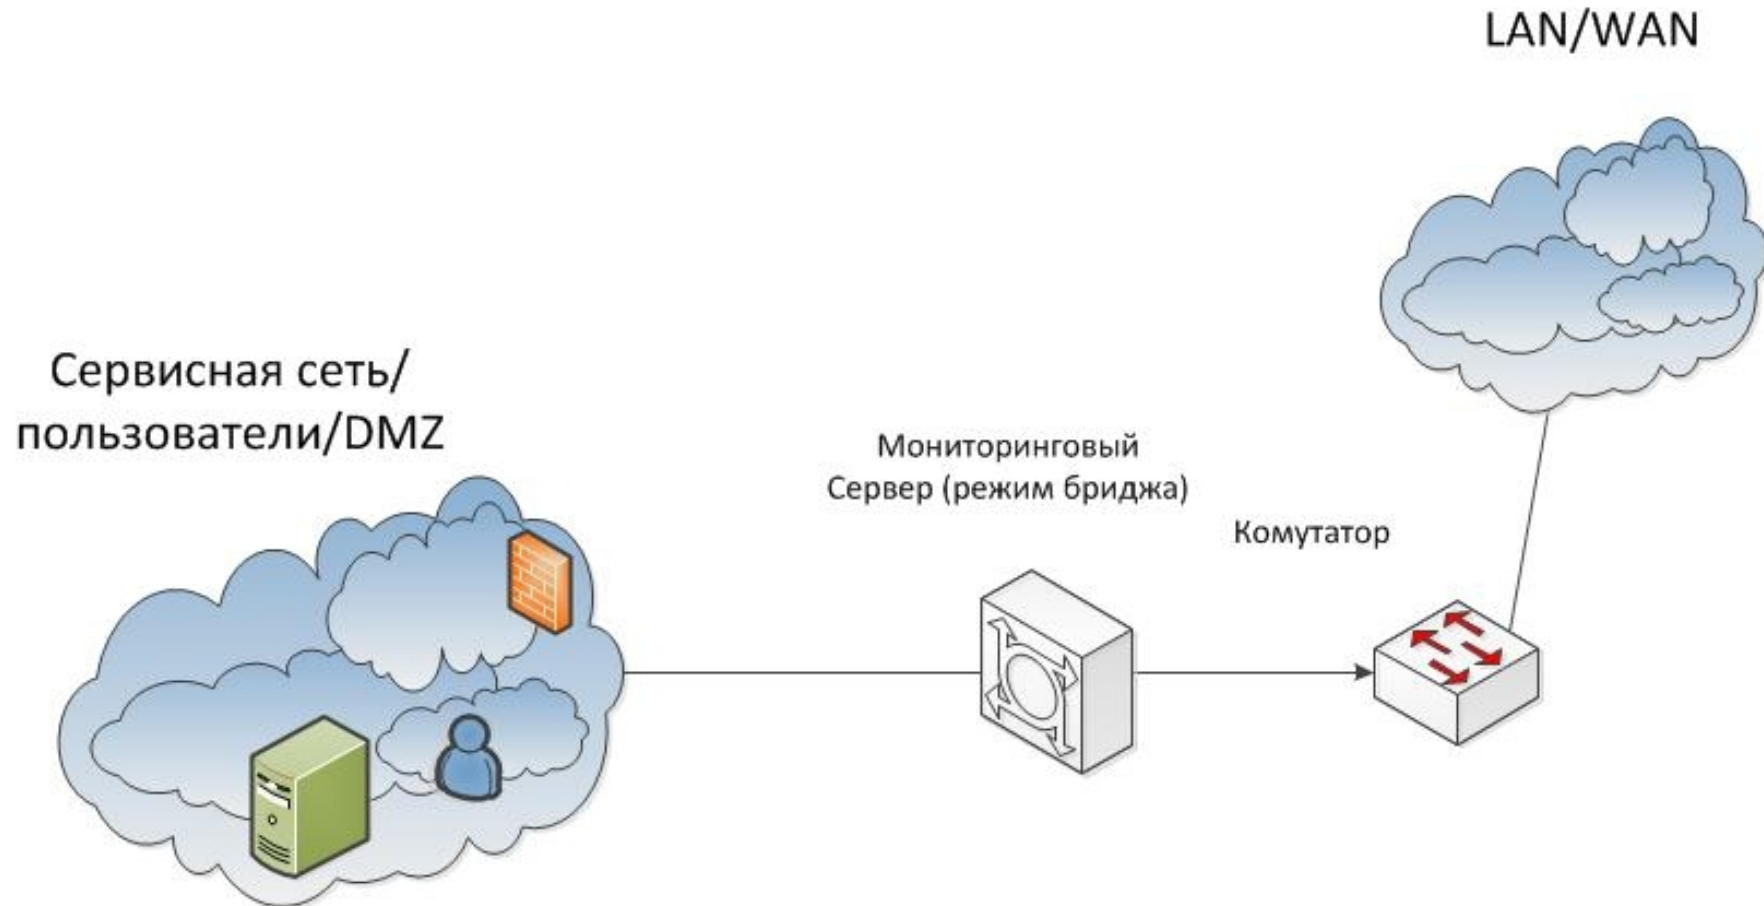 LAN/WAN
Сервисная сеть/
пользователи/DMZ
Мониторинговый
Сервер (режим бриджа)
Комутатор